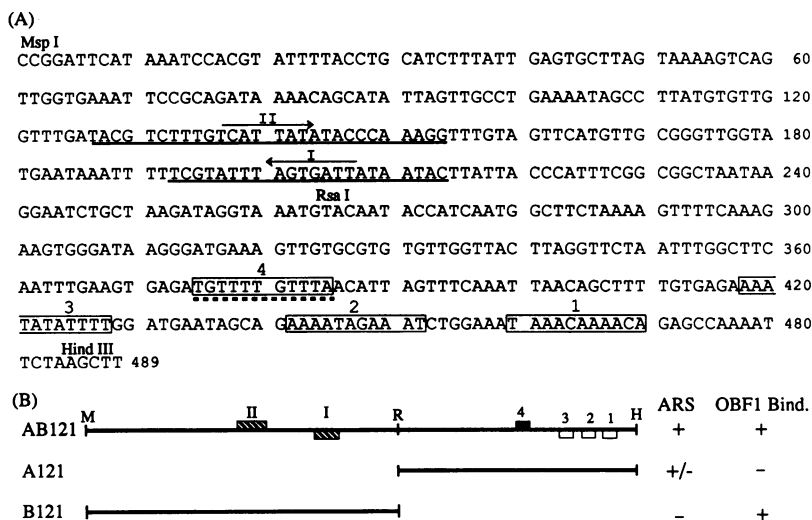 (A)
Msp I
CCGGATTCAT AAATCCACGT ATTTTACCTG CATCTTTATT GAGTGCTTAG TAAAAGTCAG 60
TTGGTGAAAT TCCGCAGATA AAACAGCATA TTAGTTGCCT GAAAATAGCC TTATGTGTTG 120
II
GTTTGATACG TCTTTGTCAT TATATACCCA AAGGTTTGTA GTTCATGTTG CGGGTTGGTA 180
I
TGAATAAATT TTTCGTATTT AGTGATTATA ATACTTATTA CCCATTTCGG CGGCTAATAA 240
Rsa I
GGAATCTGCT AAGATAGGTA AATGTACAAT ACCATCAATG GCTTCTAAAA GTTTTCAAAG 300
AAGTGGGATA AGGGATGAAA GTTGTGCGTG TGTTGGTTAC TTAGGTTCTA ATTTGGCTTC 360
4
AATTTGAAGT GAGATGTTTT GTTTAACATT AGTTTCAAAT TAACAGCTTT TGTGAGAAAA 420
3 2 1
TATATTTTGG ATGAATAGCA GAAAATAGAA ATCTGGAAAT AAACAAAACA GAGCCAAAAT 480
Hind III
TCTAAGCTT 489
(B)
M II I R 4 3 2 1 H ARS OBF1 Bind.
AB121 + +
A121 +/- −
B121 − +